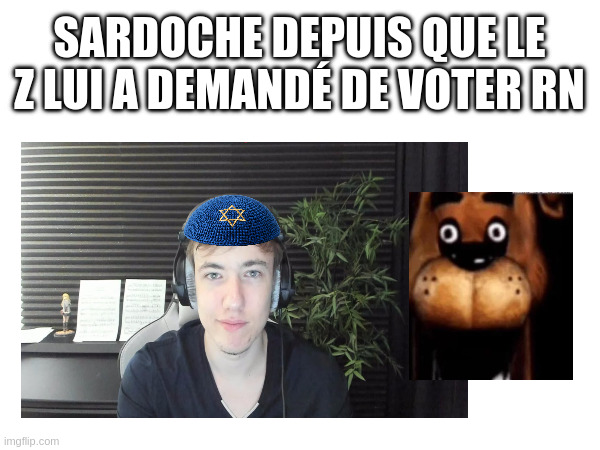 SARDOCHE DEPUIS QUE LE
Z LUI A DEMANDÉ DE VOTER RN
imgflip.com